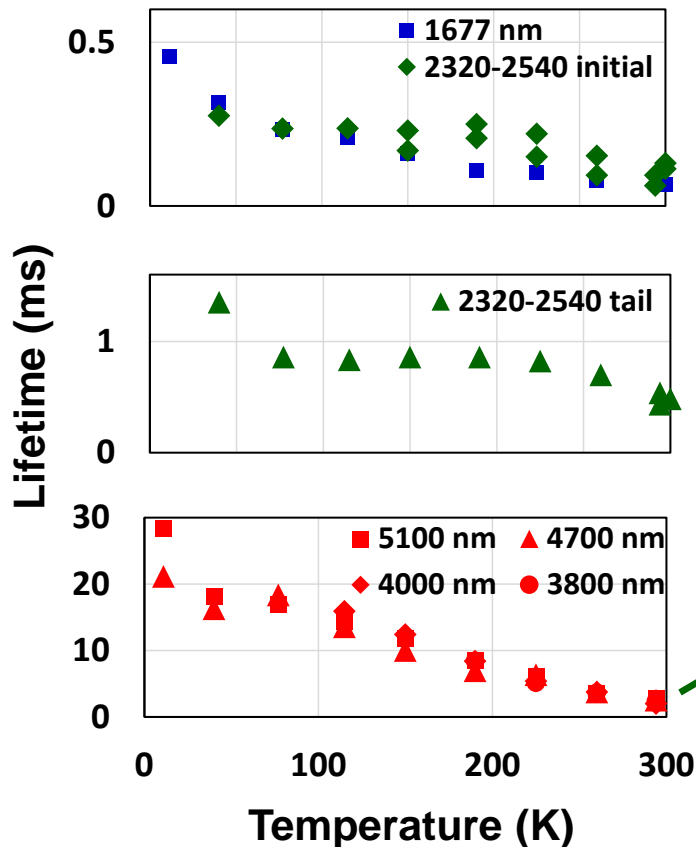 0.5
1677 nm
2320-2540 initial
0
Lifetime (ms)
2320-2540 tail
1
0
30
5100 nm 4700 nm
20
4000 nm 3800 nm
10
0
0 100 200 300
Temperature (K)